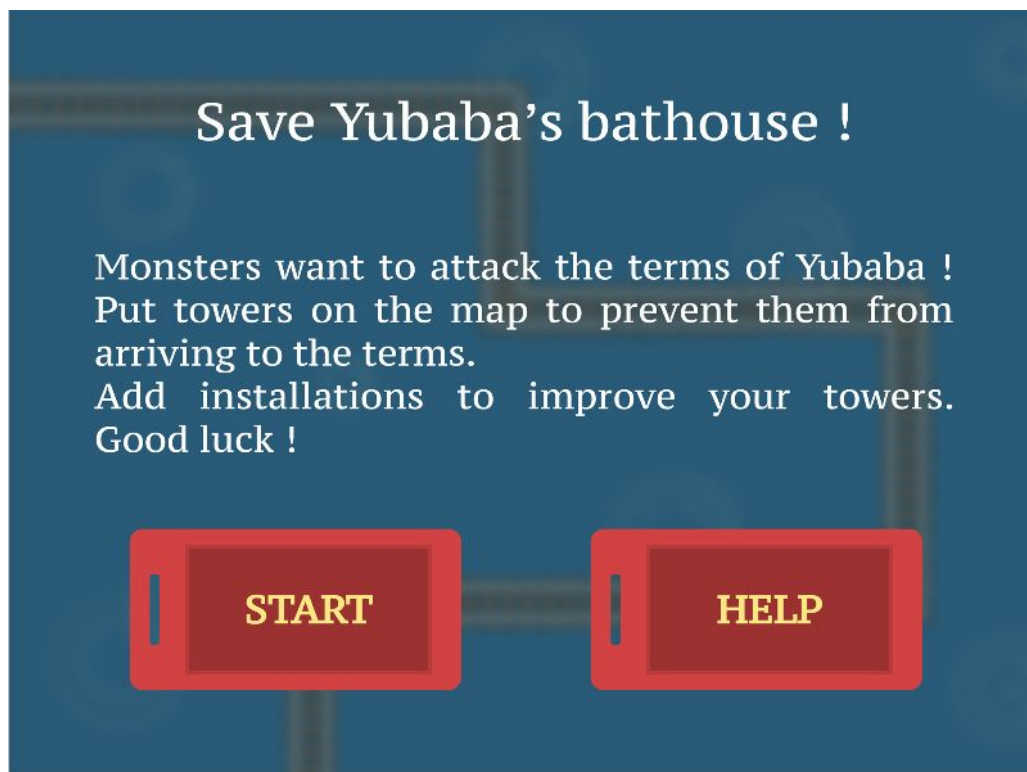 Save Yubaba’s bathouse !
Monsters want to attack the terms of Yubaba !
Put towers on the map to prevent them from
arriving to the terms.
Add installations to improve your towers.
Good luck !
START
HELP